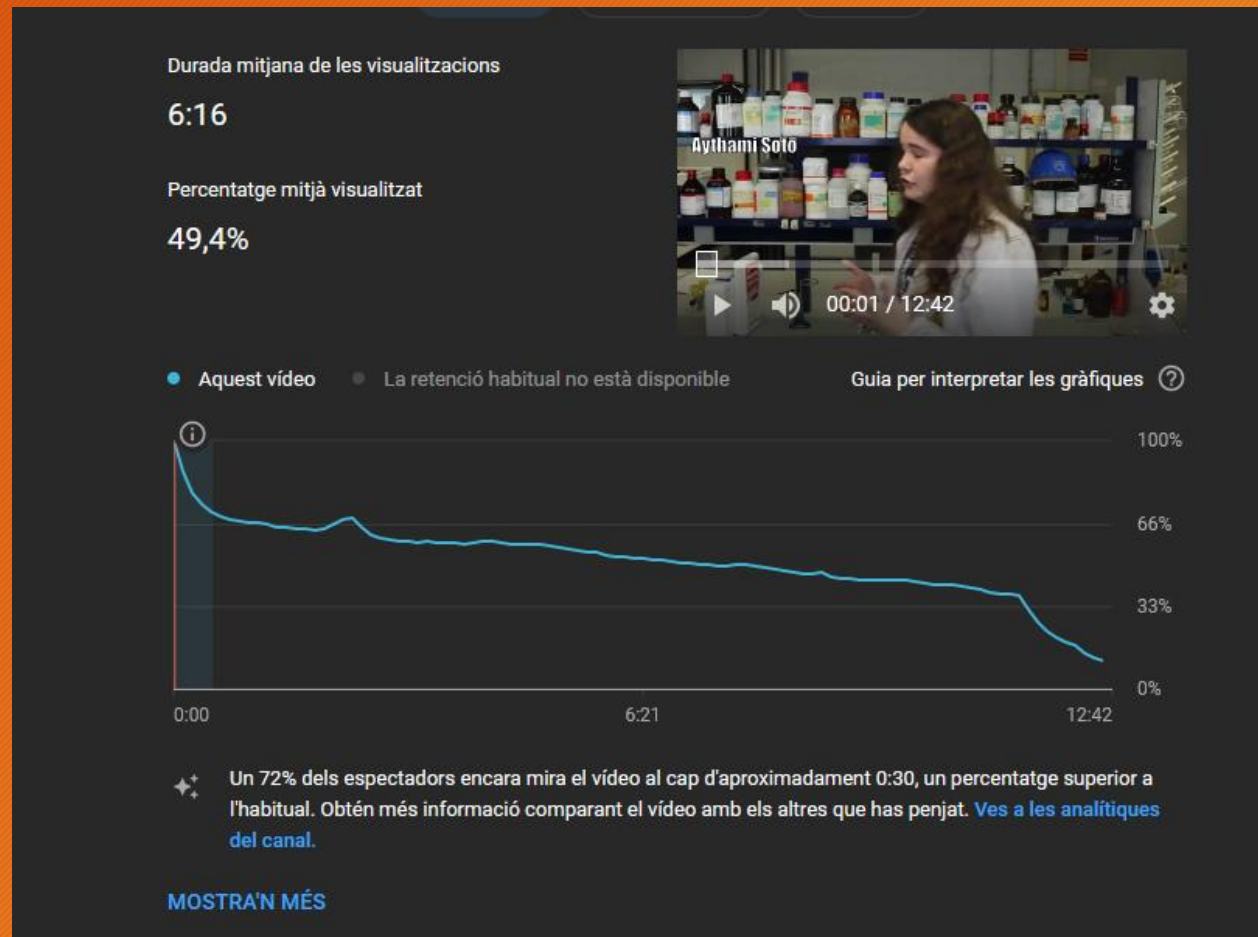 Durada mitjana de les visualitzacions
6:16
Percentatge mitjà visualitzat
49,4%
Aythami Soto
00:01 / 12:42
Aquest vídeo
La retenció habitual no està disponible
Guia per interpretar les gràfiques
100%
66%
33%
0%
0:00
6:21
12:42
Un 72% dels espectadors encara mira el vídeo al cap d'aproximadament 0:30, un percentatge superior a
l'habitual. Obtén més informació comparant el vídeo amb els altres que has penjat. Ves a les analítiques
del canal.
MOSTRA'N MÉS